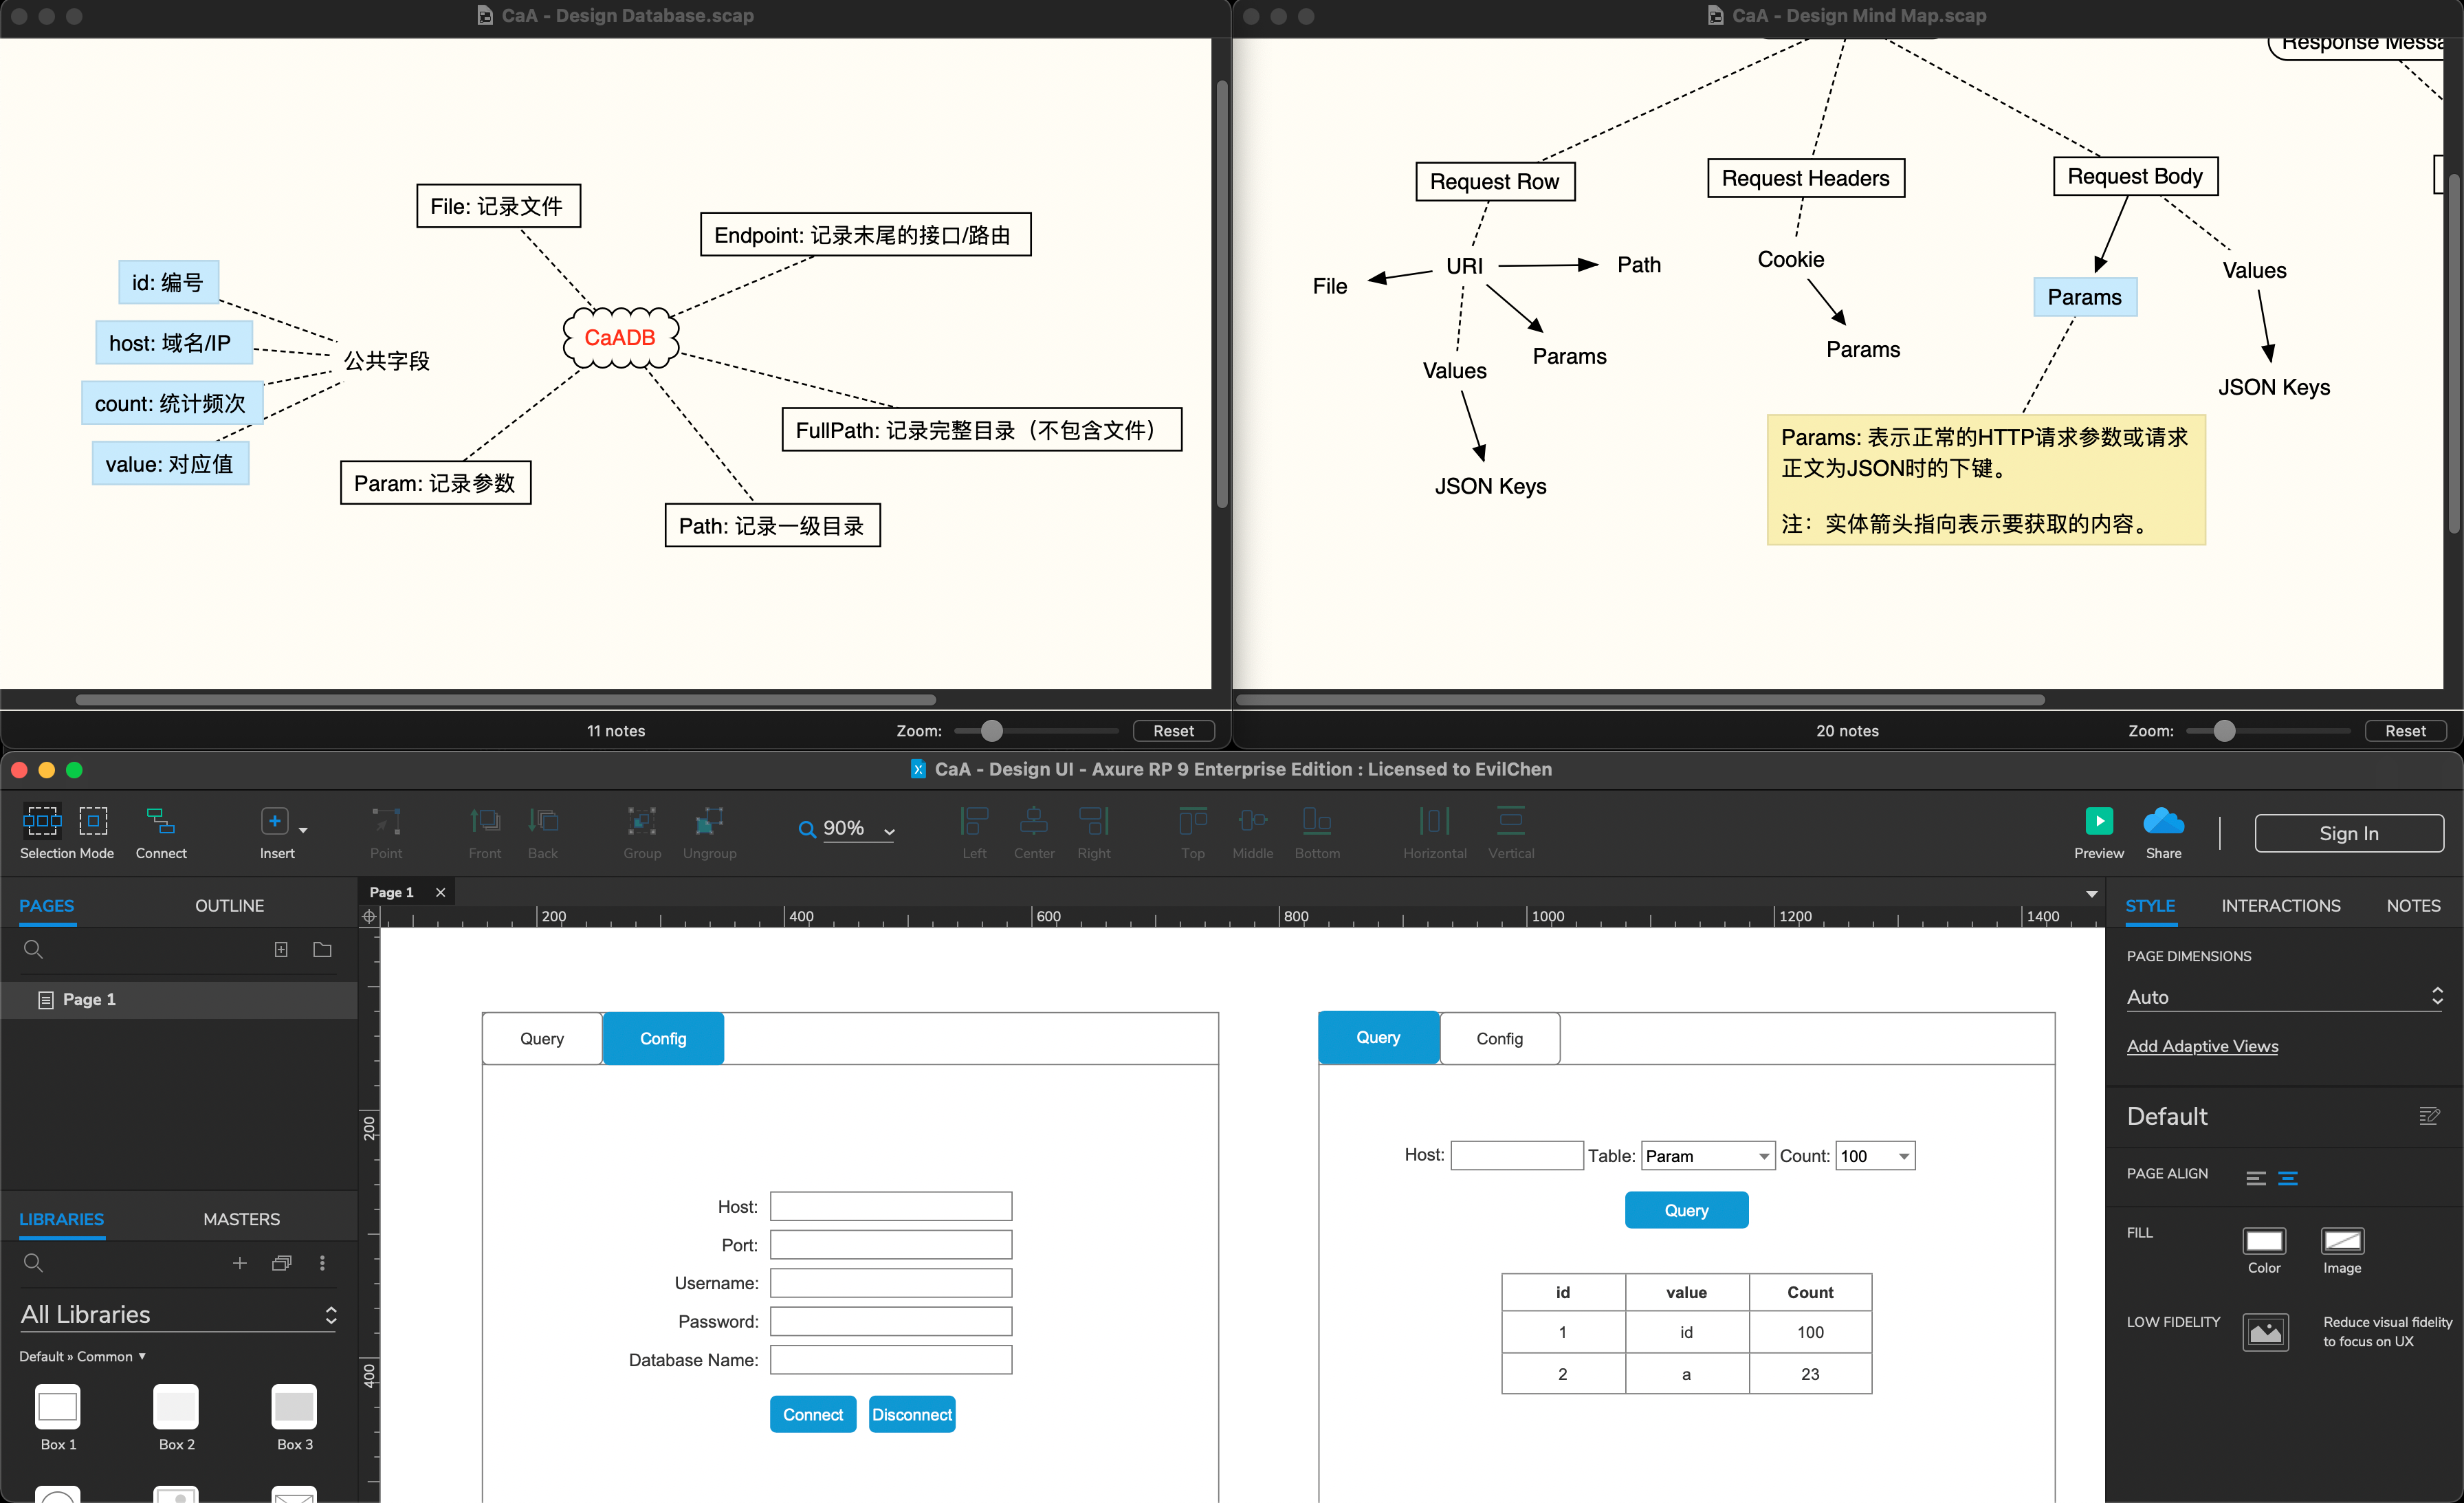 CaA - Design Database.scap
File: 记录文件
Endpoint: 记录末尾的接口/路由
id: 编号
host: 域名/IP
CaADB
公共字段
count: 统计频次
FullPath: 记录完整目录（不包含文件）
value: 对应值
Param: 记录参数
Path: 记录一级目录
11 notes
Zoom:
Reset
CaA - Design Mind Map.scap
Request Row
Request Headers
Request Body
File
URI
Path
Cookie
Values
Params
Params
Params
Values
JSON Keys
Params: 表示正常的HTTP请求参数或请求
正文为JSON时的下键。
注：实体箭头指向表示要获取的内容。
JSON Keys
20 notes
Zoom:
Reset
CaA - Design UI - Axure RP 9 Enterprise Edition : Licensed to EvilChen
90%
Selection Mode
Connect
Insert
Point
Front
Back
Group
Ungroup
Left
Center
Right
Top
Middle
Bottom
Horizontal
Vertical
Preview
Share
Sign In
PAGES
OUTLINE
Page 1
Page 1
200
400
600
800
1000
1200
1400
200
400
Query
Config
Host:
Port:
Username:
Password:
Database Name:
Connect
Disconnect
Query
Config
Host:
Table:
Param
Count:
100
Query
id value Count
1 id 100
2 a 23
LIBRARIES
MASTERS
All Libraries
Default » Common
Box 1
Box 2
Box 3
STYLE
INTERACTIONS
NOTES
PAGE DIMENSIONS
Auto
Add Adaptive Views
Default
PAGE ALIGN
FILL
Color
Image
LOW FIDELITY
Reduce visual fidelity
to focus on UX